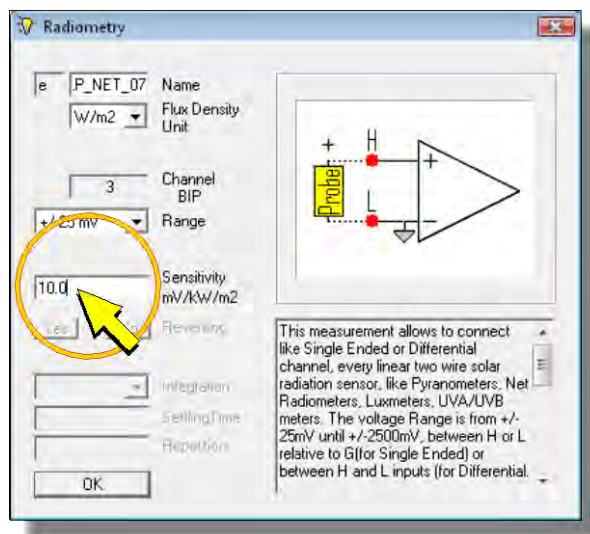 Radiometry
e .P_NET_07 Name
W/m2 Flux Density
Unit
3 Channel
BIP
+/-25 mV Range
10.0 Sensitivity
mV/kW/m2
Reversing
Integration
SettlingTime
Repetition
OK
+ H
+
Probe
L
-
This measurement allows to connect
like Single Ended or Differential
channel, every linear two wire solar
radiation sensor, like Pyranometers, Net
Radiometers, Luxmeters, UVA/UVB
meters. The voltage Range is from +/-
25mV until +/-2500mV, between H or L
relative to G(for Single Ended) or
between H and L inputs (for Differential.